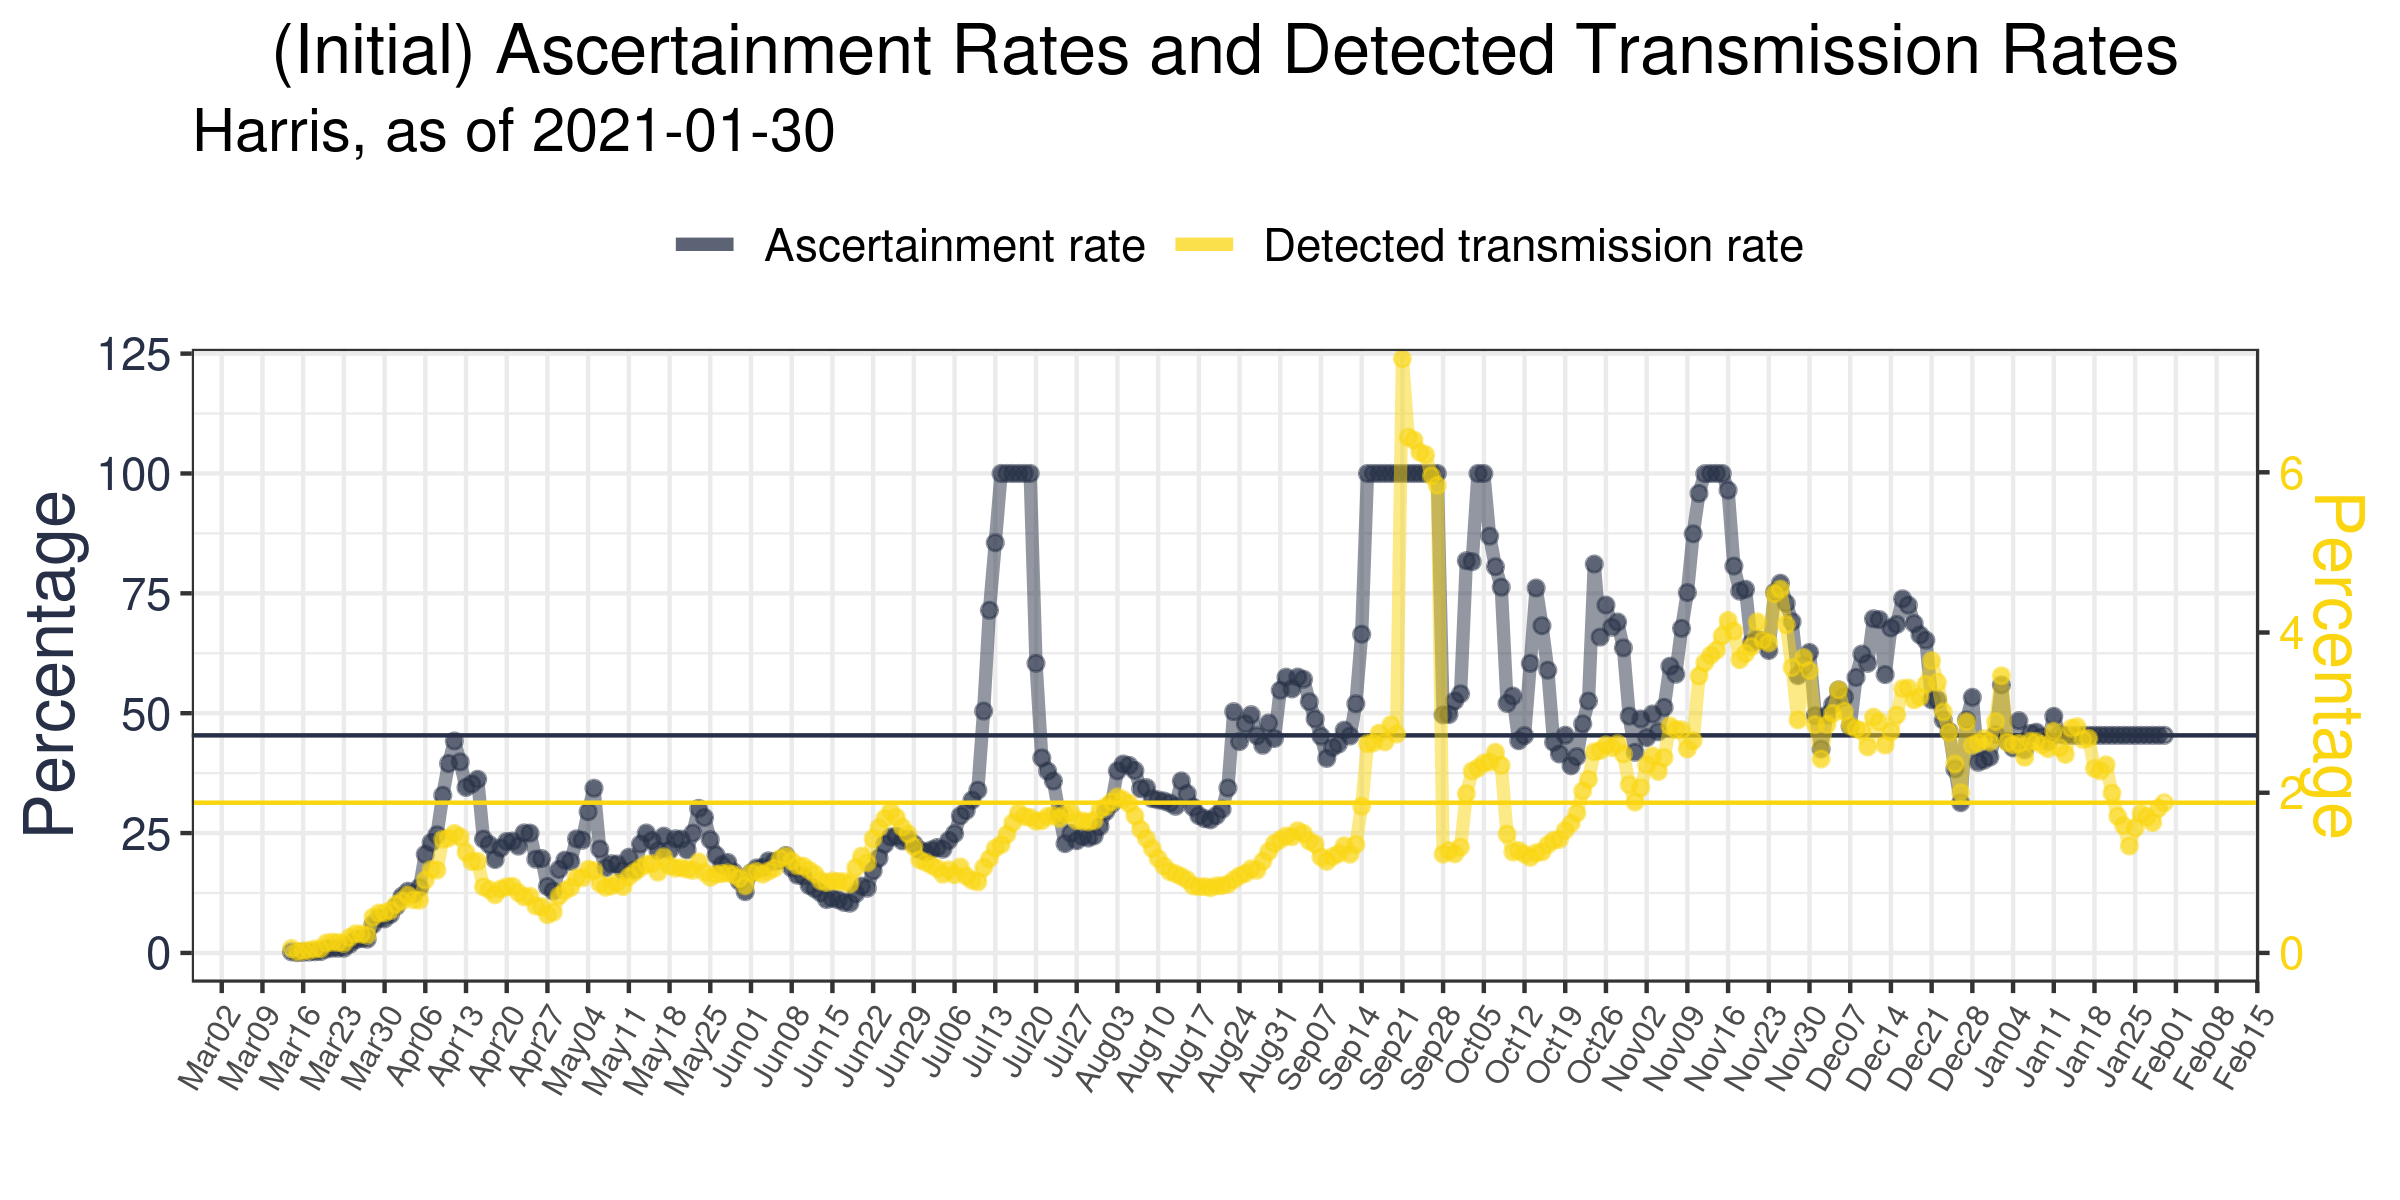 (Initial) Ascertainment Rates and Detected Transmission Rates
Harris, as of 2021-01-30
Ascertainment rate
Detected transmission rate
Percentage
125
100
75
50
25
0
6
4
2
0
Percentage
Mar02
Mar09
Mar16
Mar23
Mar30
Apr06
Apr13
Apr20
Apr27
May04
May11
May18
May25
Jun01
Jun08
Jun15
Jun22
Jun29
Jul06
Jul13
Jul20
Jul27
Aug03
Aug10
Aug17
Aug24
Aug31
Sep07
Sep14
Sep21
Sep28
Oct05
Oct12
Oct19
Oct26
Nov02
Nov09
Nov16
Nov23
Nov30
Dec07
Dec14
Dec21
Dec28
Jan04
Jan11
Jan18
Jan25
Feb01
Feb08
Feb15